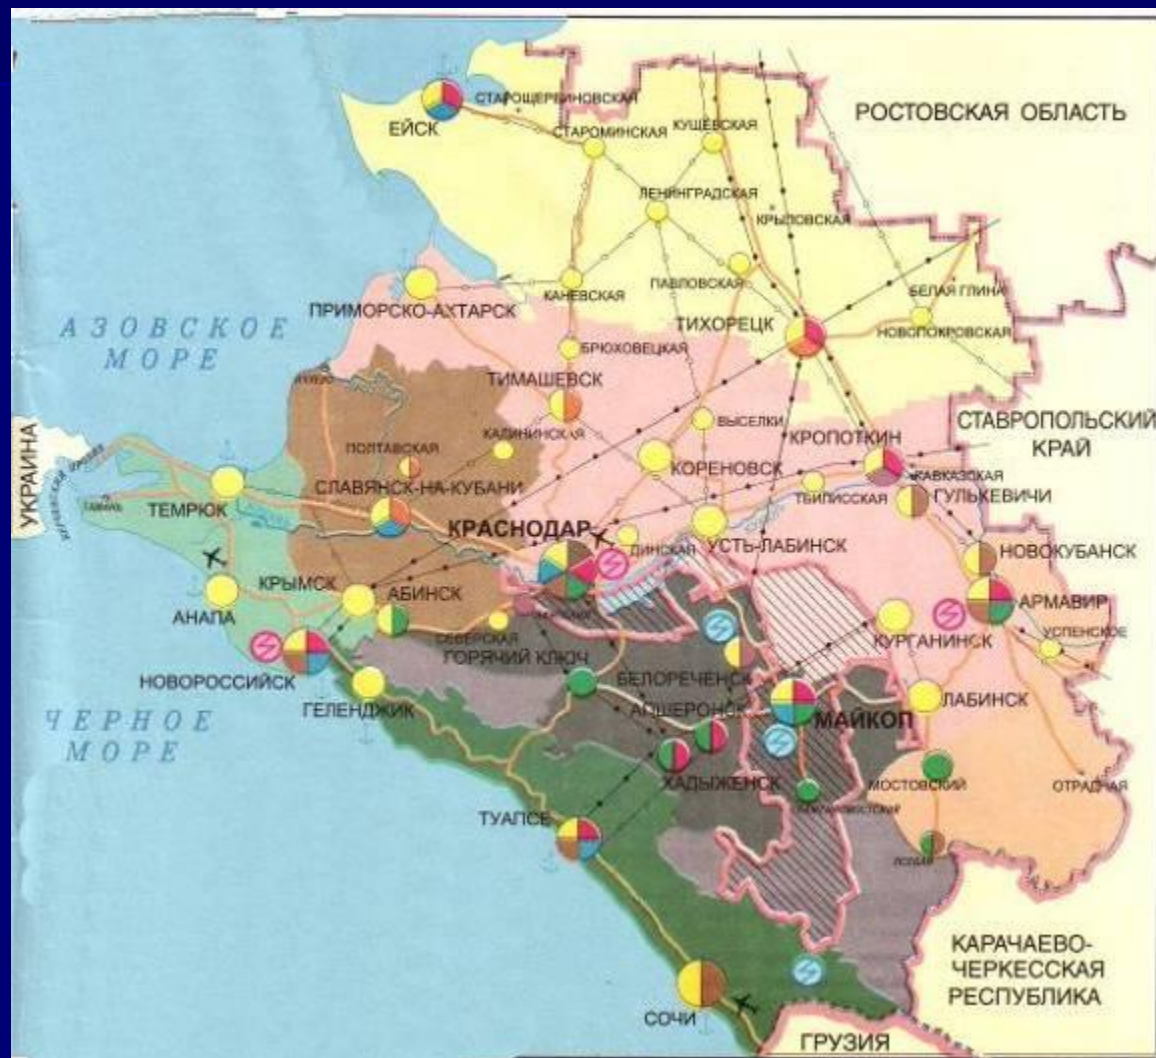 РОСТОВСКАЯ ОБЛАСТЬ
СТАРОЩЕРБИНОВСКАЯ
ЕЙСК
СТАРОМИНСКАЯ
КУЩЁВСКАЯ
ЛЕНИНГРАДСКАЯ
КРЫЛОВСКАЯ
ПАВЛОВСКАЯ
КАНЕВСКАЯ
БЕЛАЯ ГЛИНА
ПРИМОРСКО-АХТАРСК
ТИХОРЕЦК
НОВОПОКРОВСКАЯ
АЗОВСКОЕ
МОРЕ
БРЮХОВЕЦКАЯ
ТИМАШЕВСК
ВЫСЕЛКИ
СТАВРОПОЛЬСКИЙ
КРАЙ
КАЛИНИНСКАЯ
КРОПОТКИН
УКРАИНА
ПОЛТАВСКАЯ
КОРЕНОВСК
КАВКАЗСКАЯ
СЛАВЯНСК-НА-КУБАНИ
ТБИЛИССКАЯ
ГУЛЬКЕВИЧИ
ТЕМРЮК
КРАСНОДАР
ДИНСКАЯ
УСТЬ-ЛАБИНСК
НОВОКУБАНСК
КРЫМСК
АБИНСК
АНАПА
АРМАВИР
СЕВЕРСКАЯ
КУРГАНИНСК
УСПЕНСКОЕ
ГОРЯЧИЙ КЛЮЧ
НОВОРОССИЙСК
БЕЛОРЕЧЕНСК
ГЕЛЕНДЖИК
АПШЕРОНСК
МАЙКОП
ЛАБИНСК
ЧЕРНОЕ
МОРЕ
ХАДЫЖЕНСК
МОСТОВСКИЙ
ОТРАДНАЯ
ТУАПСЕ
КАРАЧАЕВО-
ЧЕРКЕССКАЯ
РЕСПУБЛИКА
СОЧИ
ГРУЗИЯ